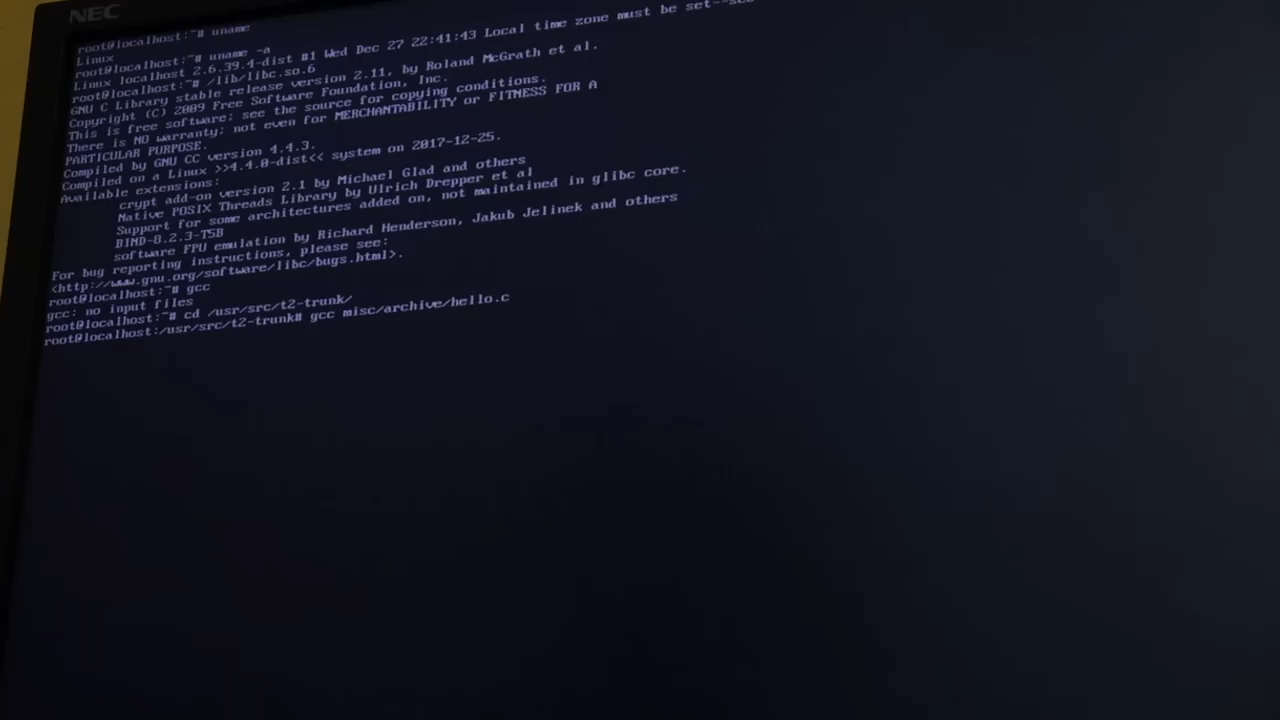 NEC
root@localhost:~# uname
Linux
root@localhost:~# uname -a
Linux localhost 2.6.39.4-dist #1 Wed Dec 27 22:41:43 Local time zone must be set--see
root@localhost:~# /lib/libc.so.6
GNU C Library stable release version 2.11, by Roland McGrath et al.
Copyright (C) 2009 Free Software Foundation, Inc.
This is free software; see the source for copying conditions.
There is NO warranty; not even for MERCHANTABILITY or FITNESS FOR A
PARTICULAR PURPOSE.
Compiled by GNU CC version 4.4.3.
Compiled on a Linux >>4.4.0-dist<< system on 2017-12-25.
Available extensions:
crypt add-on version 2.1 by Michael Glad and others
Native POSIX Threads Library by Ulrich Drepper et al
Support for some architectures added on, not maintained in glibc core.
BIND-8.2.3-T5B
software FPU emulation by Richard Henderson, Jakub Jelinek and others
For bug reporting instructions, please see:
<http://www.gnu.org/software/libc/bugs.html>.
root@localhost:~# gcc
gcc: no input files
root@localhost:~# cd /usr/src/t2-trunk/
root@localhost:/usr/src/t2-trunk# gcc misc/archive/hello.c